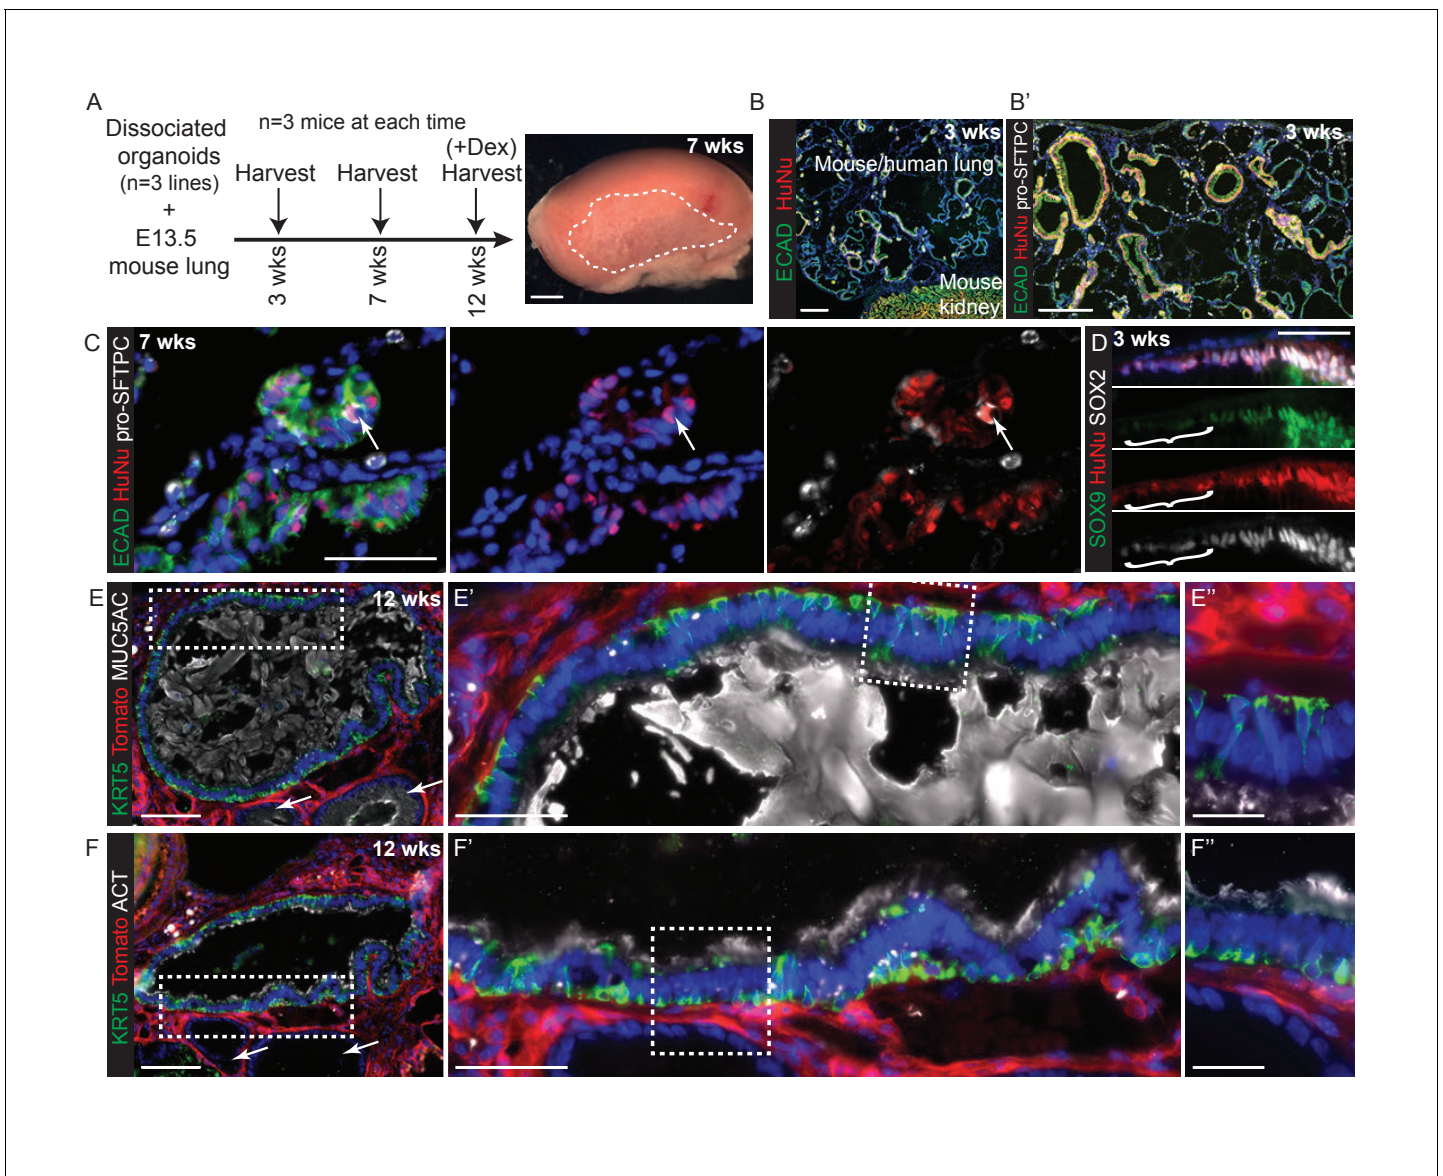 A
Dissociated
organoids
(n=3 lines)
+
E13.5
mouse lung
n=3 mice at each time
(+Dex)
Harvest
Harvest
Harvest
3 wks
7 wks
12 wks
7 wks
B
ECAD HuNu
3 wks
Mouse/human lung
Mouse
kidney
B’
ECAD HuNu pro-SFTPC
3 wks
C
ECAD HuNu pro-SFTPC
7 wks
D
SOX9 HuNu SOX2
3 wks
E
KRT5 Tomato MUC5AC
12 wks
E’
E’’
F
KRT5 Tomato ACT
12 wks
F’
F’’